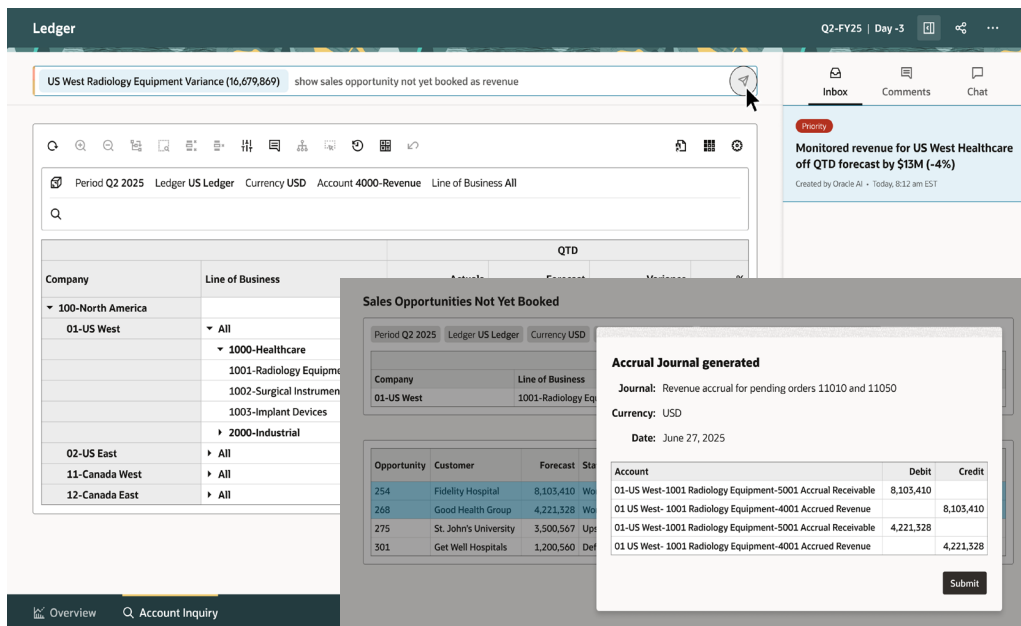 Ledger
Q2-FY25 | Day -3
US West Radiology Equipment Variance (16,679,869) show sales opportunity not yet booked as revenue
Inbox Comments Chat
Priority
Monitored revenue for US West Healthcare
off QTD forecast by $13M (-4%)
Created by Oracle AI • Today, 8:12 am EST
Period Q2 2025 Ledger US Ledger Currency USD Account 4000-Revenue Line of Business All
QTD
Company Line of Business Actuals Forecast Variance %
100-North America
01-US West All
1000-Healthcare
1001-Radiology Equipme
1002-Surgical Instrumen
1003-Implant Devices
2000-Industrial
02-US East All
11-Canada West All
12-Canada East All
Sales Opportunities Not Yet Booked
Period Q2 2025 Ledger US Ledger Currency USD
Company Line of Business
01-US West 1001-Radiology Equ
Opportunity Customer Forecast Sta
254 Fidelity Hospital 8,103,410 Wo
268 Good Health Group 4,221,328 Wo
275 St. John's University 3,500,567 Ups
301 Get Well Hospitals 1,200,560 Def
Accrual Journal generated
Journal: Revenue accrual for pending orders 11010 and 11050
Currency: USD
Date: June 27, 2025
Account Debit Credit
01-US West-1001 Radiology Equipment-5001 Accrual Receivable 8,103,410
01 US West- 1001 Radiology Equipment-4001 Accrued Revenue 8,103,410
01-US West-1001 Radiology Equipment-5001 Accrual Receivable 4,221,328
01 US West- 1001 Radiology Equipment-4001 Accrued Revenue 4,221,328
Submit
Overview Account Inquiry